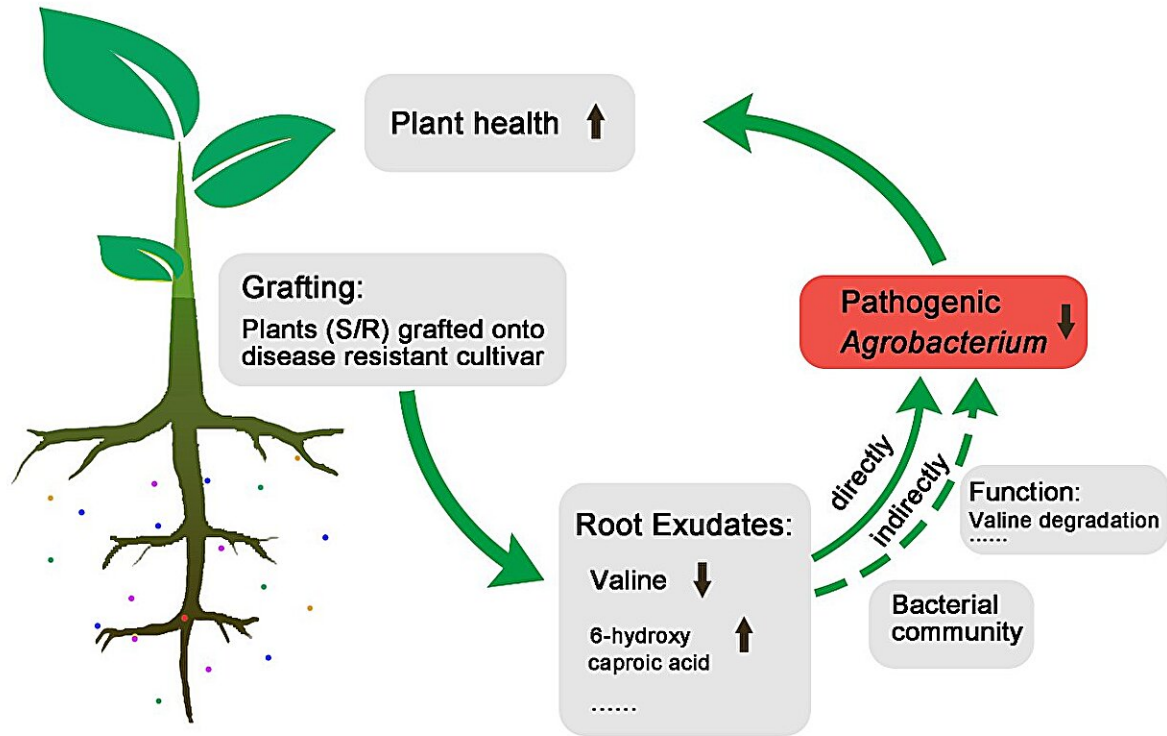 Plant health
Grafting:
Plants (S/R) grafted onto
disease resistant cultivar
Root Exudates:
Valine
6-hydroxy
caproic acid
......
directly
indirectly
Function:
Valine degradation
......
Bacterial
community
Pathogenic
Agrobacterium